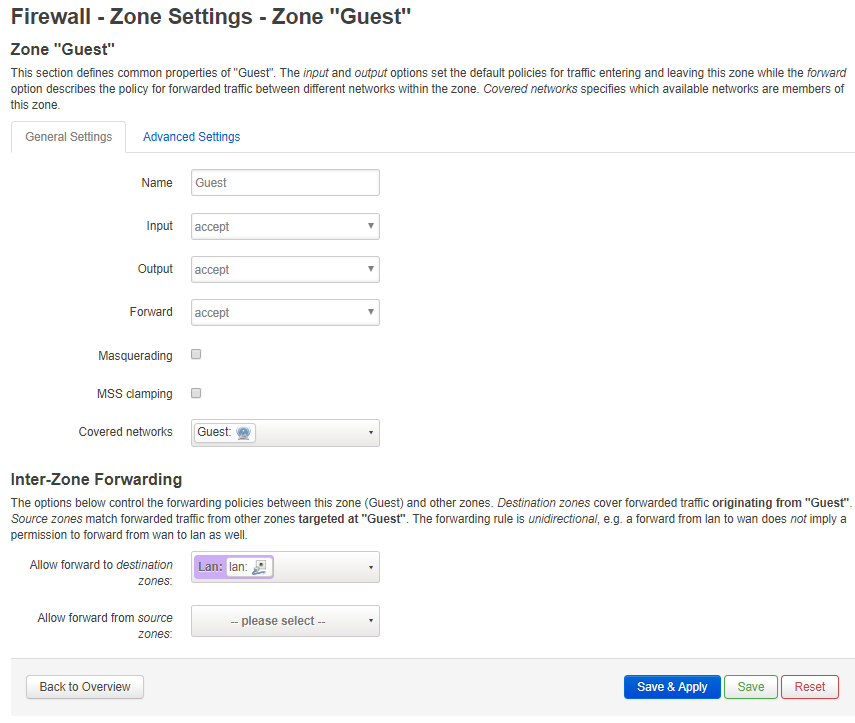 Firewall - Zone Settings - Zone "Guest"
Zone "Guest"
This section defines common properties of "Guest". The input and output options set the default policies for traffic entering and leaving this zone while the forward
option describes the policy for forwarded traffic between different networks within the zone. Covered networks specifies which available networks are members of
this zone.
General Settings
Advanced Settings
Name
Guest
Input
accept
Output
accept
Forward
accept
Masquerading
MSS clamping
Covered networks
Guest:
Inter-Zone Forwarding
The options below control the forwarding policies between this zone (Guest) and other zones. Destination zones cover forwarded traffic originating from "Guest".
Source zones match forwarded traffic from other zones targeted at "Guest". The forwarding rule is unidirectional, e.g. a forward from lan to wan does not imply a
permission to forward from wan to lan as well.
Allow forward to destination
zones:
Lan: lan:
Allow forward from source
zones:
-- please select --
Back to Overview
Save & Apply
Save
Reset